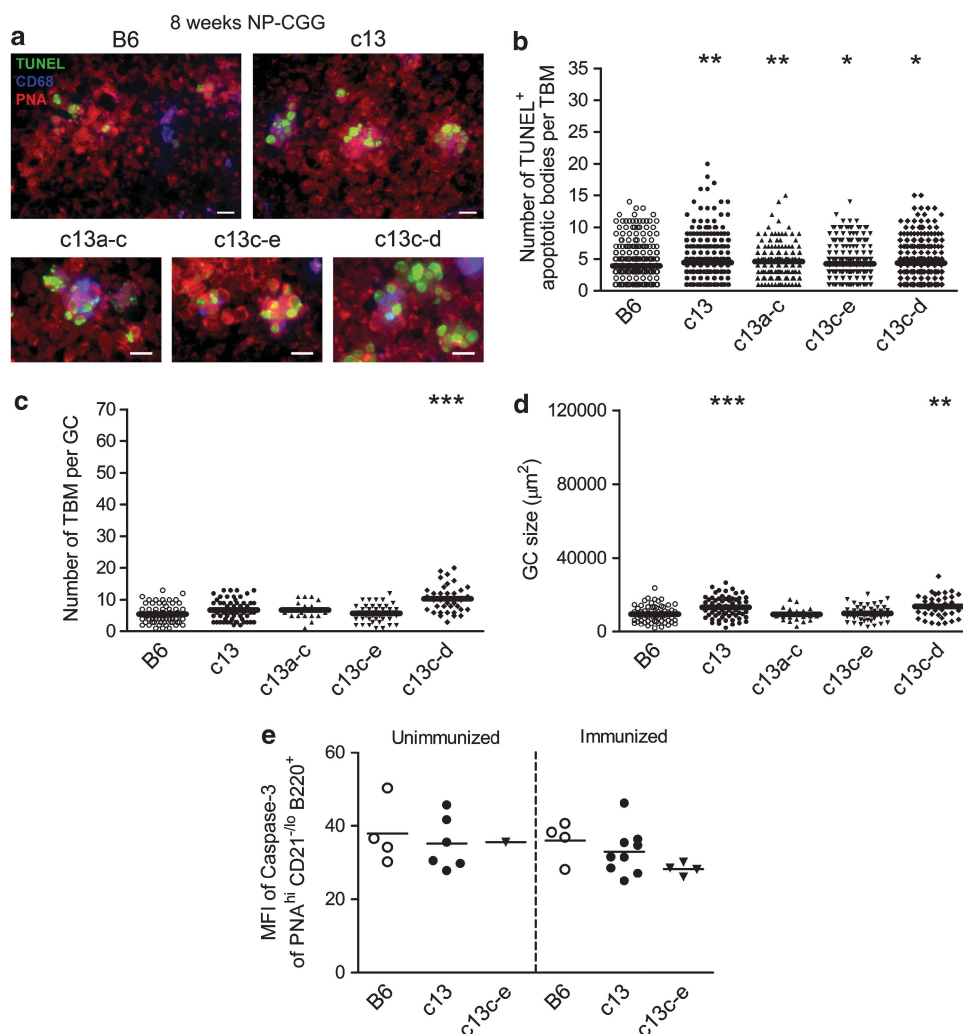 8 weeks NP-CGG
a
B6
c13
TUNEL
CD68
PNA
c13a-c
c13c-e
c13c-d
b
** ** * *
Number of TUNEL+
apoptotic bodies per TBM
35
30
25
20
15
10
5
0
B6
c13
c13a-c
c13c-e
c13c-d
c
***
Number of TBM per GC
70
60
50
40
30
20
10
0
B6
c13
c13a-c
c13c-e
c13c-d
d
*** **
GC size (µm²)
120000
80000
40000
0
B6
c13
c13a-c
c13c-e
c13c-d
e
Unimmunized
Immunized
MFI of Caspase-3
of PNAhi CD21-/lo B220+
60
40
20
0
B6
c13
c13c-e
B6
c13
c13c-e